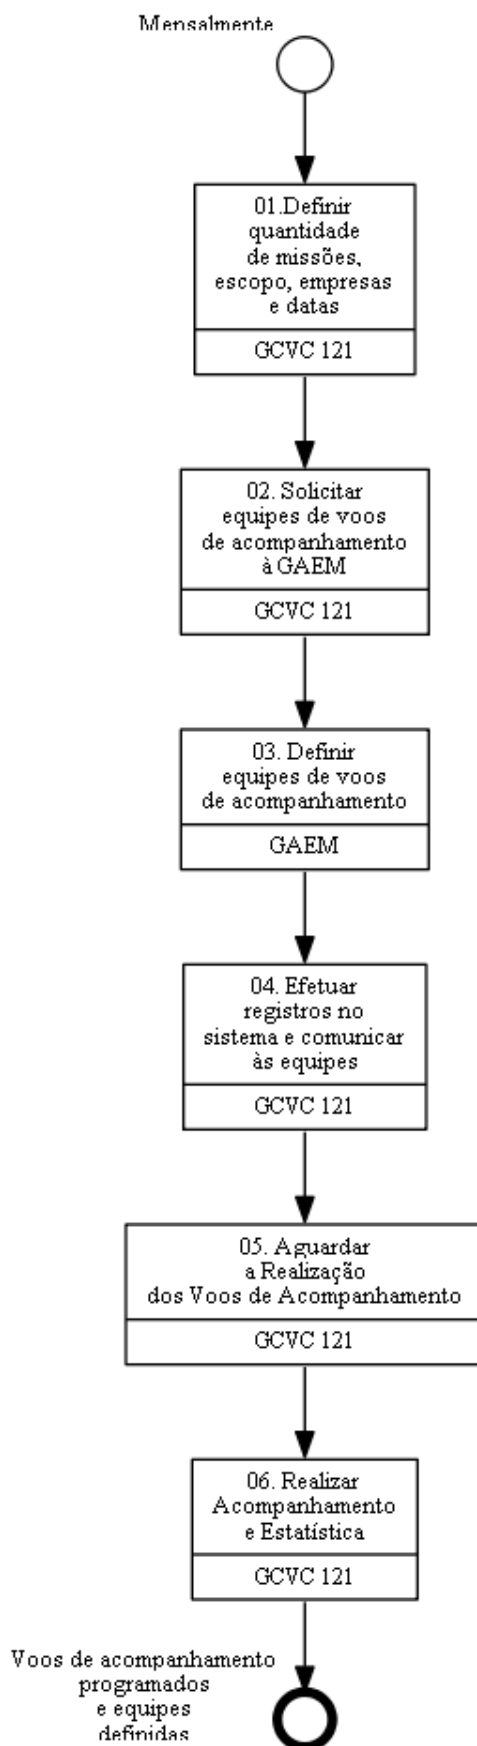 Mensalmente
01.Definir
quantidade
de missões,
escopo, empresas
e datas
GCVC 121
02. Solicitar
equipes de voos
de acompanhamento
à GAEM
GCVC 121
03. Definir
equipes de voos
de acompanhamento
GAEM
04. Efetuar
registros no
sistema e comunicar
às equipes
GCVC 121
05. Aguardar
a Realização
dos Voos de Acompanhamento
GCVC 121
06. Realizar
Acompanhamento
e Estatística
GCVC 121
Voos de acompanhamento
programados
e equipes
definidas